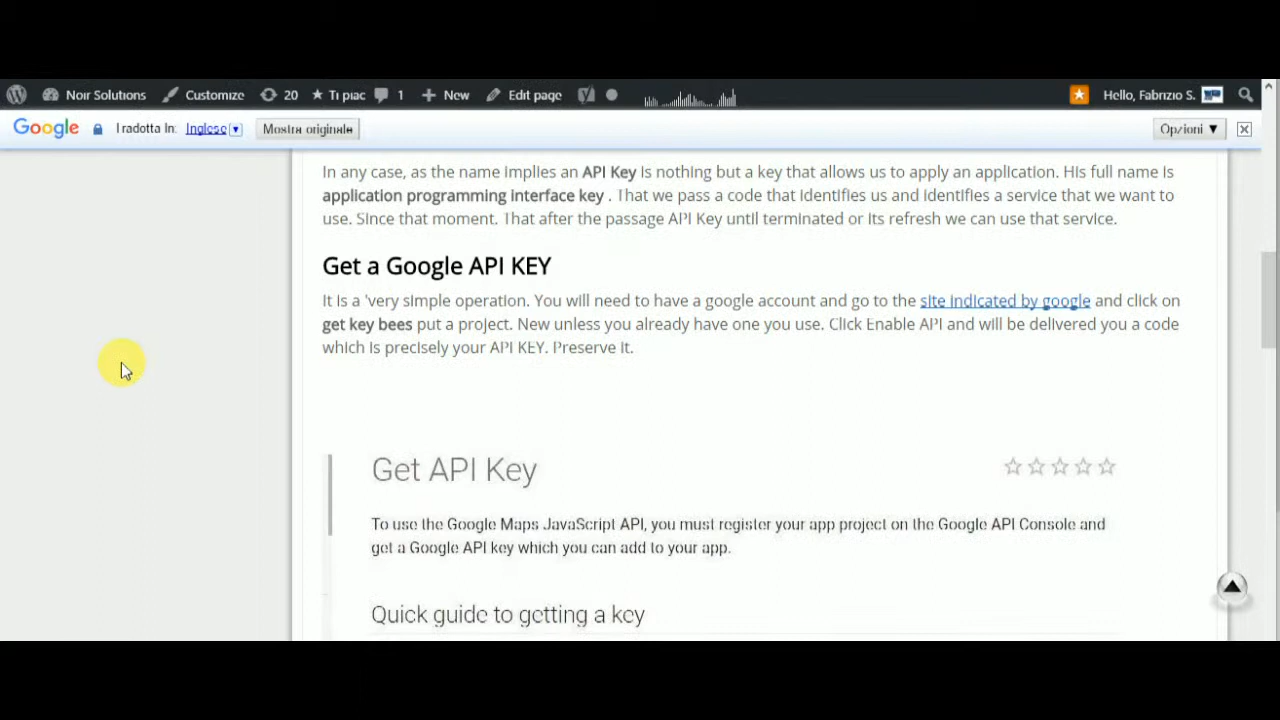 Noir Solutions Customize 20 Ti piac 1 New Edit page Hello, Fabrizio S.
Google Tradotta in: Inglese Mostra originale Opzioni ▼
In any case, as the name implies an API Key is nothing but a key that allows us to apply an application. His full name is
application programming interface key . That we pass a code that identifies us and identifies a service that we want to
use. Since that moment. That after the passage API Key until terminated or its refresh we can use that service.
Get a Google API KEY
It is a 'very simple operation. You will need to have a google account and go to the site indicated by google and click on
get key bees put a project. New unless you already have one you use. Click Enable API and will be delivered you a code
which is precisely your API KEY. Preserve it.
Get API Key
To use the Google Maps JavaScript API, you must register your app project on the Google API Console and
get a Google API key which you can add to your app.
Quick guide to getting a key